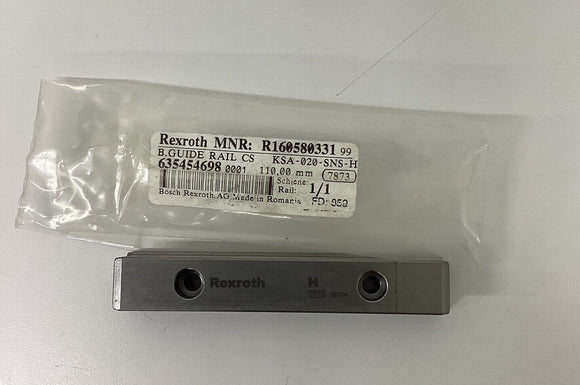 Rexroth MNR: R160580331 99
B.GUIDE RAIL CS KSA-020-SNS-H
635454698 0001 110,00 mm 7873
Schiene:
Rail: 1/1
Bosch Rexroth AG Made in Romania FD: 959
Rexroth H
7873